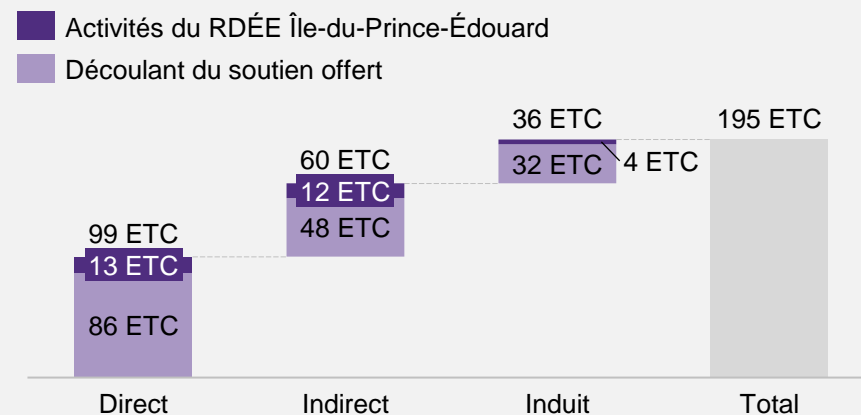 Activités du RDÉE Île-du-Prince-Édouard
Découlant du soutien offert
36 ETC
195 ETC
60 ETC
32 ETC
4 ETC
12 ETC
99 ETC
48 ETC
13 ETC
86 ETC
Direct
Indirect
Induit
Total